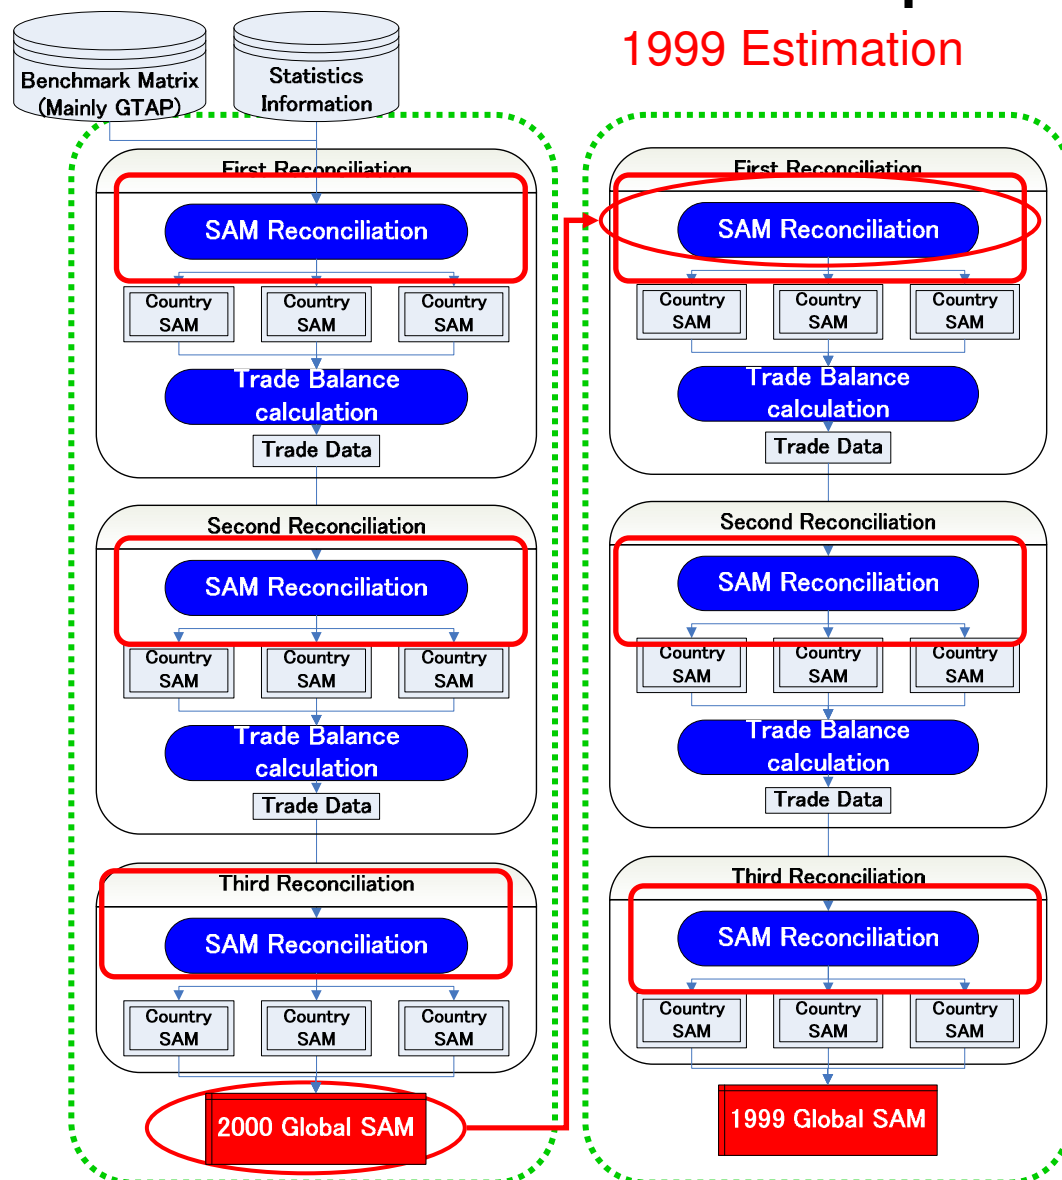 1999 Estimation
Benchmark Matrix
(Mainly GTAP)
Statistics
Information
First Reconciliation
SAM Reconciliation
Country
SAM
Country
SAM
Country
SAM
Trade Balance
calculation
Trade Data
Second Reconciliation
SAM Reconciliation
Country
SAM
Country
SAM
Country
SAM
Trade Balance
calculation
Trade Data
Third Reconciliation
SAM Reconciliation
Country
SAM
Country
SAM
Country
SAM
2000 Global SAM
First Reconciliation
SAM Reconciliation
Country
SAM
Country
SAM
Country
SAM
Trade Balance
calculation
Trade Data
Second Reconciliation
SAM Reconciliation
Country
SAM
Country
SAM
Country
SAM
Trade Balance
calculation
Trade Data
Third Reconciliation
SAM Reconciliation
Country
SAM
Country
SAM
Country
SAM
1999 Global SAM